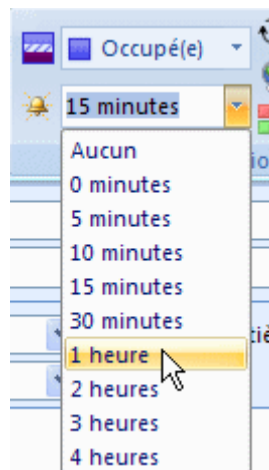 Occupé(e)
15 minutes
Aucun
0 minutes
5 minutes
10 minutes
15 minutes
30 minutes
1 heure
2 heures
3 heures
4 heures